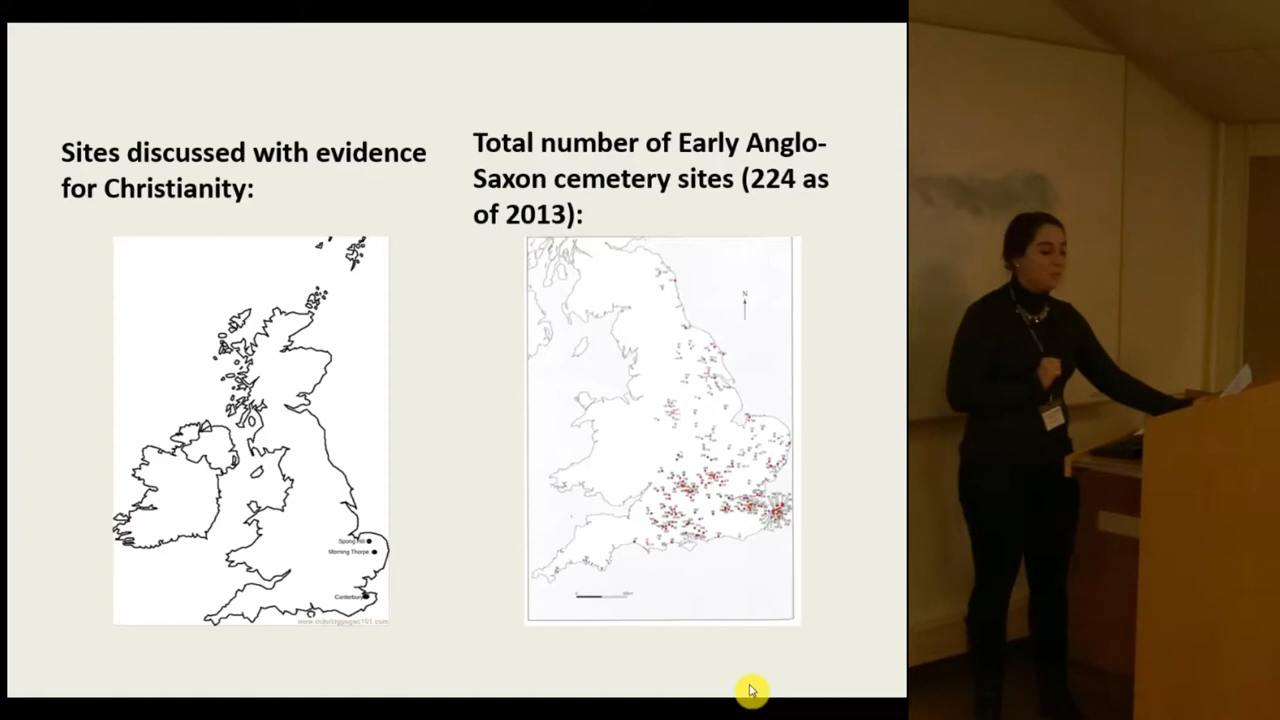 Sites discussed with evidence
for Christianity:
Total number of Early Anglo-
Saxon cemetery sites (224 as
of 2013):
N
Spong Hill
Morning Thorpe
Canterbury